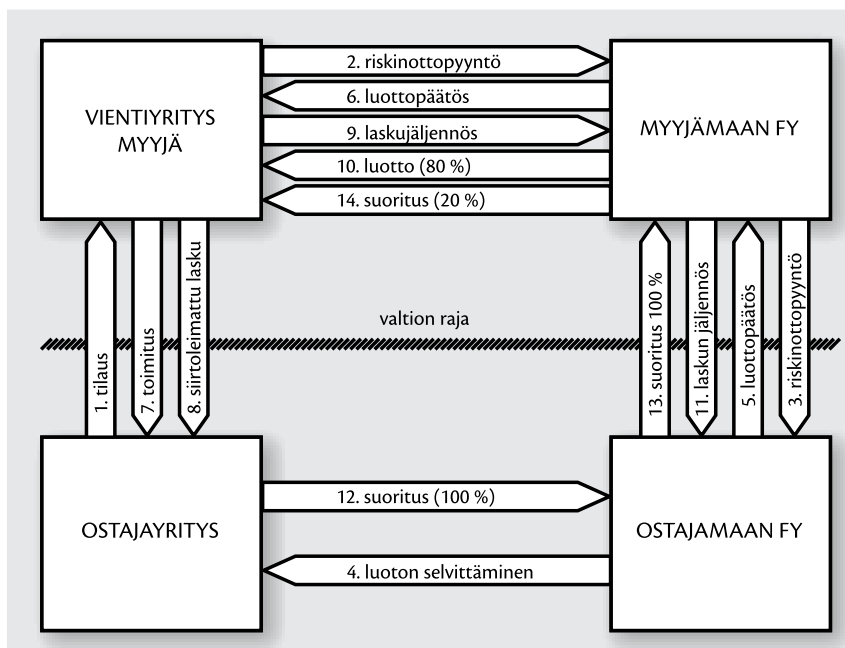 VIENTIYRITYS
MYYJÄ
2. riskinottopyyntö
6. luottopäätös
9. laskujäljennös
10. luotto (80 %)
14. suoritus (20 %)
MYYJÄMAAN FY
1. tilaus
7. toimitus
8. siirtoleimattu lasku
valtion raja
13. suoritus 100 %
11. laskun jäljennös
5. luottopäätös
3. riskinottopyyntö
OSTAJAYRITYS
12. suoritus (100 %)
4. luoton selvittäminen
OSTAJAMAAN FY